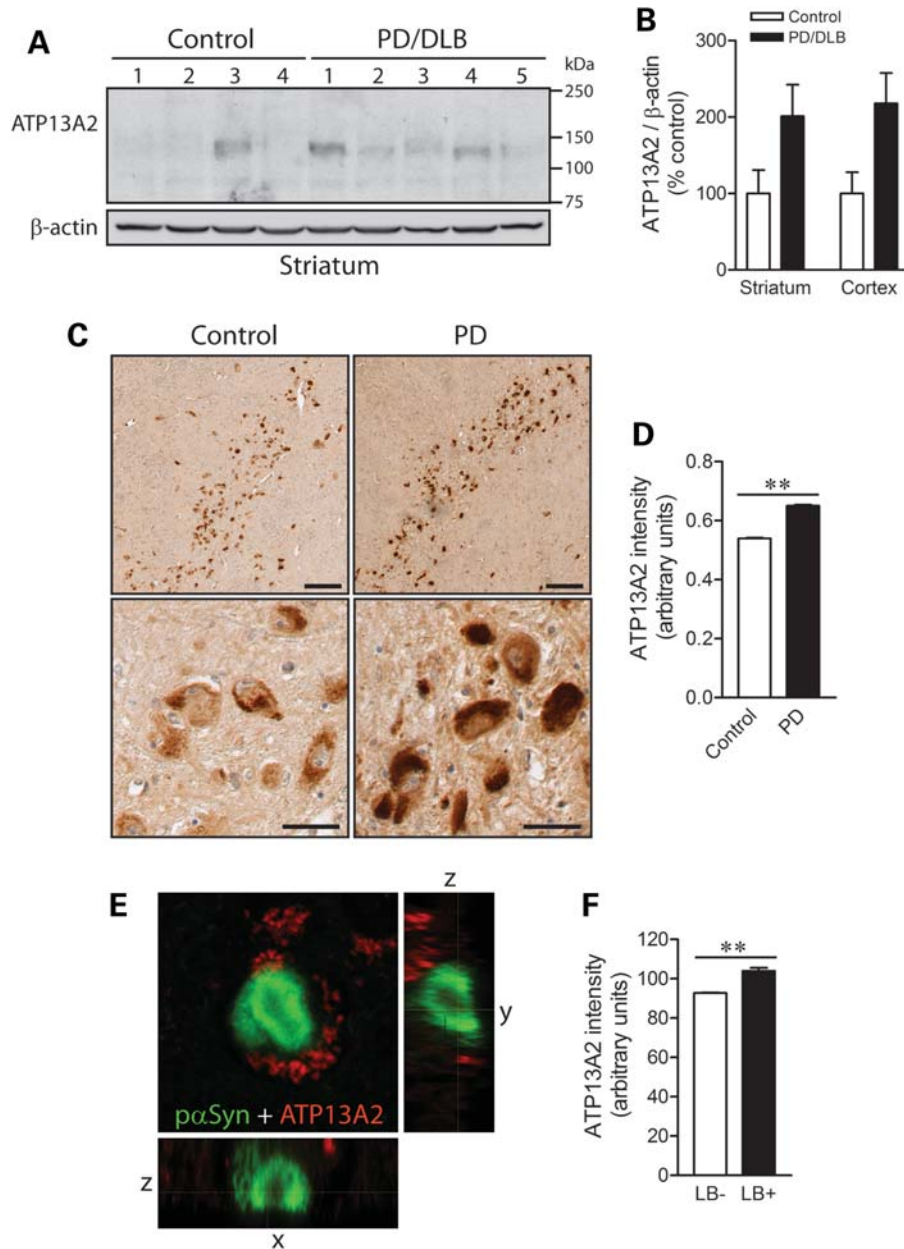 A
Control PD/DLB
1 2 3 4 1 2 3 4 5 kDa
ATP13A2
250
150
100
75
β-actin
Striatum
B
Control
PD/DLB
ATP13A2 / β-actin
(% control)
300
200
100
0
Striatum Cortex
C
Control PD
D
**
ATP13A2 intensity
(arbitrary units)
0.8
0.6
0.4
0.2
0.0
Control PD
E
z
y
pαSyn + ATP13A2
z
x
F
**
ATP13A2 intensity
(arbitrary units)
120
100
80
60
40
20
0
LB- LB+